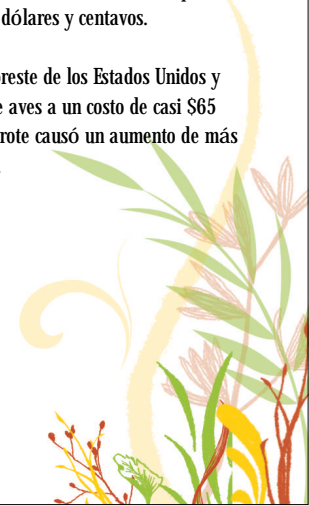 dólares y centavos.
reste de los Estados Unidos y
e aves a un costo de casi $65
rote causó un aumento de más